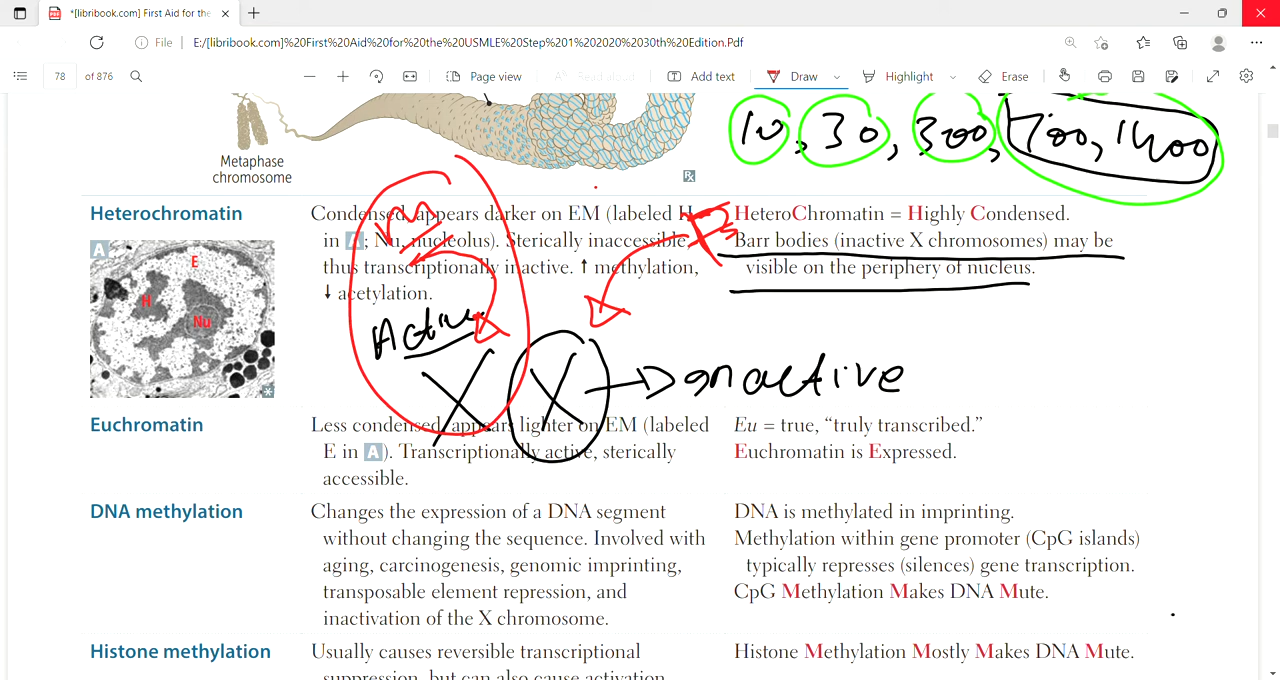 *[libribook.com] First Aid for the
File
E:/[libribook.com]%20First%20Aid%20for%20the%20USMLE%20Step%201%202020%2030th%20Edition.Pdf
78 of 876
Page view
Read aloud
Add text
Draw
Highlight
Erase
10, 30, 300, 700, 1400
Metaphase
chromosome
Heterochromatin
A
E
H
Nu
Condensed, appears darker on EM (labeled H
in A; Nu, nucleolus). Sterically inaccessible,
thus transcriptionally inactive. ↑ methylation,
↓ acetylation.
HeteroChromatin = Highly Condensed.
Barr bodies (inactive X chromosomes) may be
visible on the periphery of nucleus.
Active
X X
Euchromatin
Less condensed, appears lighter on EM (labeled
E in A). Transcriptionally active, sterically
accessible.
Eu = true, “truly transcribed.”
Euchromatin is Expressed.
DNA methylation
Changes the expression of a DNA segment
without changing the sequence. Involved with
aging, carcinogenesis, genomic imprinting,
transposable element repression, and
inactivation of the X chromosome.
DNA is methylated in imprinting.
Methylation within gene promoter (CpG islands)
typically represses (silences) gene transcription.
CpG Methylation Makes DNA Mute.
Histone methylation
Usually causes reversible transcriptional
suppression, but can also cause activation
Histone Methylation Mostly Makes DNA Mute.